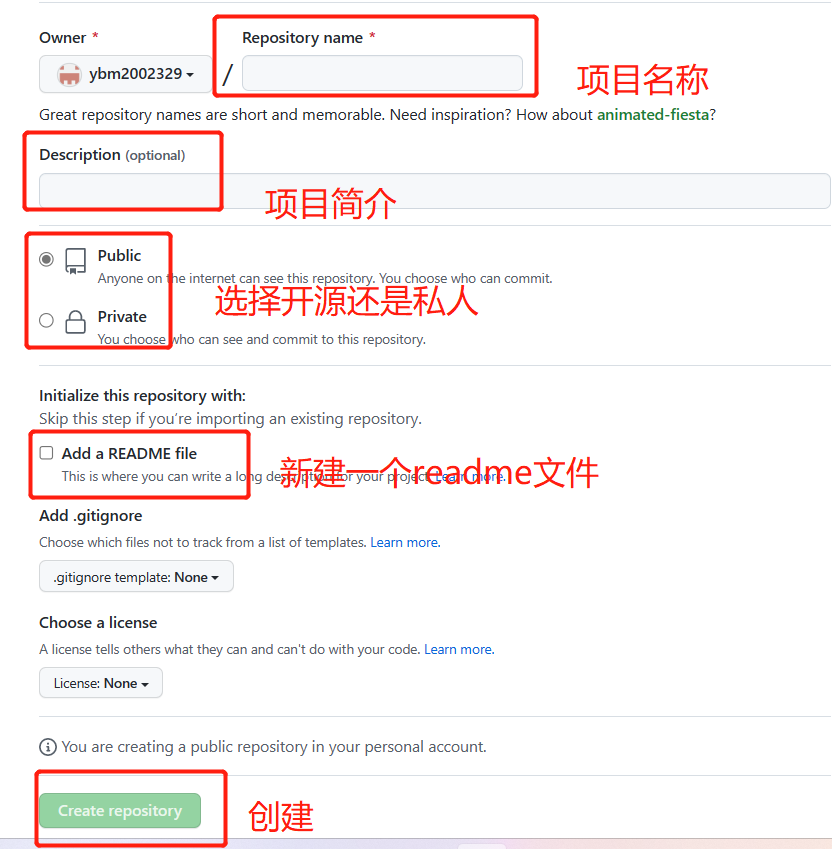 Owner *
Repository name *
ybm2002329
/
项目名称
Great repository names are short and memorable. Need inspiration? How about animated-fiesta?
Description (optional)
项目简介
Public
Anyone on the internet can see this repository. You choose who can commit.
选择开源还是私人
Private
You choose who can see and commit to this repository.
Initialize this repository with:
Skip this step if you're importing an existing repository.
Add a README file
新建一个readme文件
This is where you can write a long description for your project. Learn more.
Add .gitignore
Choose which files not to track from a list of templates. Learn more.
.gitignore template: None
Choose a license
A license tells others what they can and can't do with your code. Learn more.
License: None
You are creating a public repository in your personal account.
Create repository
创建